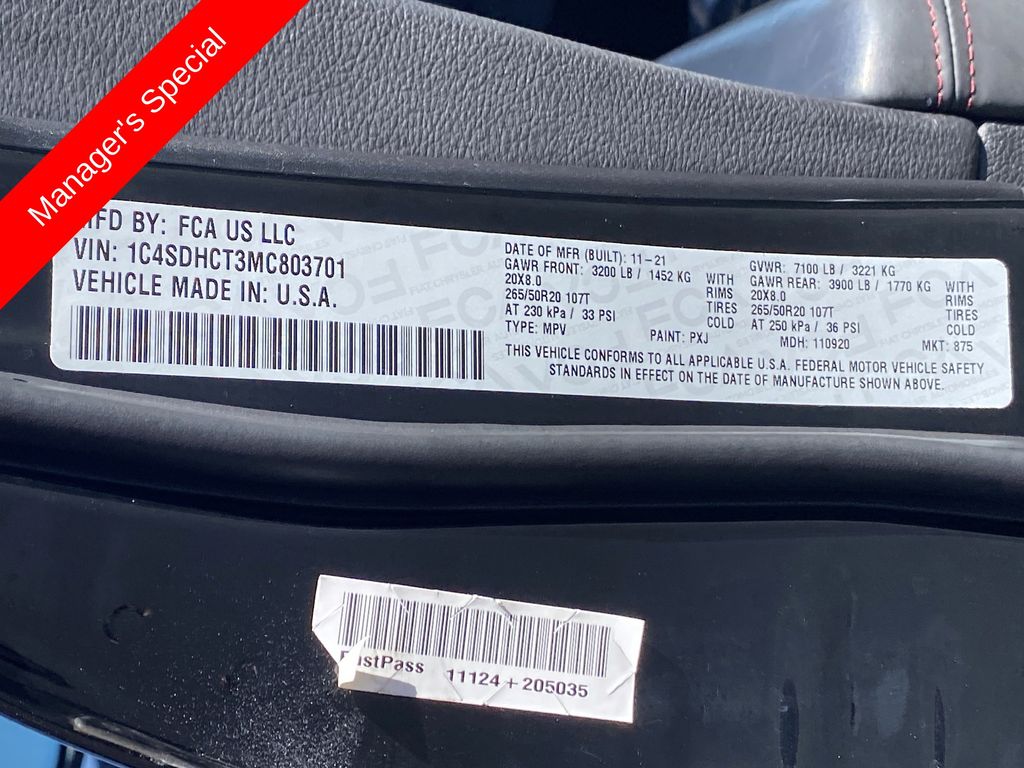 Manager's Special
MFD BY: FCA US LLC
VIN: 1C4SDHCT3MC803701
VEHICLE MADE IN: U.S.A.
DATE OF MFR (BUILT): 11-21
GAWR FRONT: 3200 LB / 1452 KG WITH
20X8.0 RIMS
265/50R20 107T TIRES
AT 230 kPa / 33 PSI COLD
TYPE: MPV PAINT: PXJ
GVWR: 7100 LB / 3221 KG
GAWR REAR: 3900 LB / 1770 KG WITH
20X8.0 RIMS
265/50R20 107T TIRES
AT 250 kPa / 36 PSI COLD
MDH: 110920 MKT: 875
THIS VEHICLE CONFORMS TO ALL APPLICABLE U.S.A. FEDERAL MOTOR VEHICLE SAFETY
STANDARDS IN EFFECT ON THE DATE OF MANUFACTURE SHOWN ABOVE.
FastPass 11124 + 205035